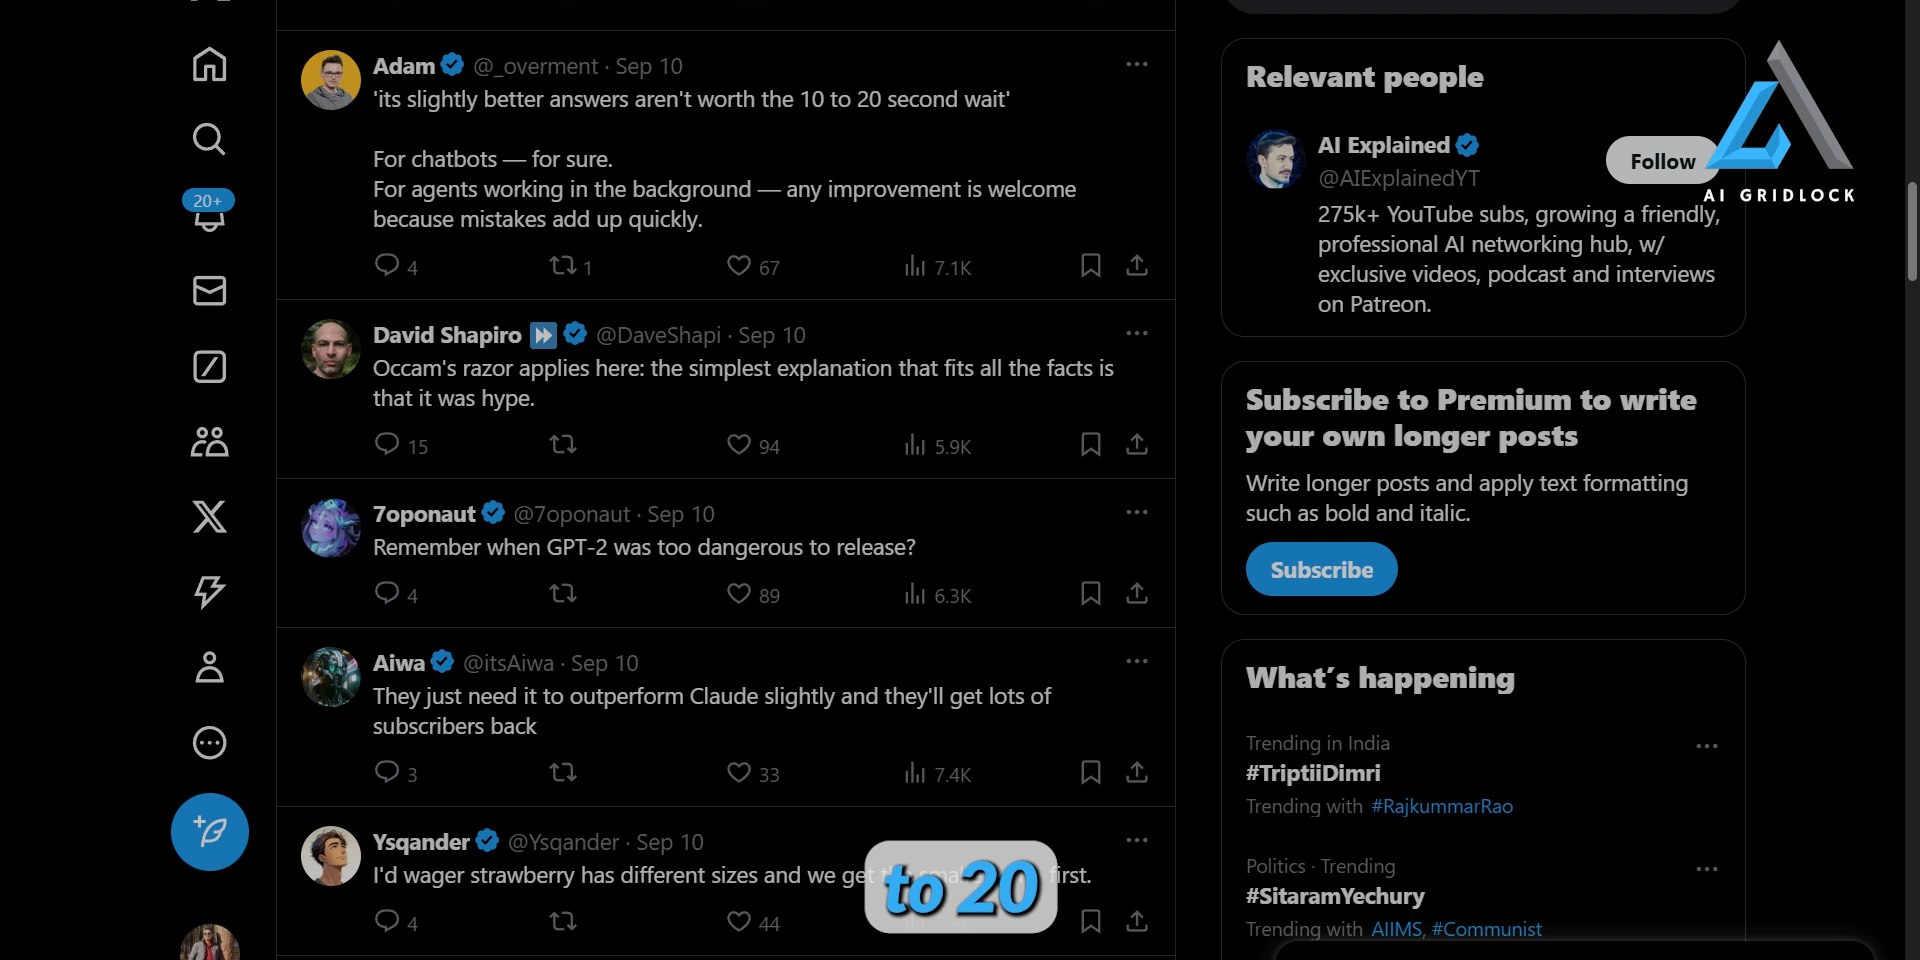 Adam @_overment · Sep 10
'its slightly better answers aren't worth the 10 to 20 second wait'
For chatbots — for sure.
For agents working in the background — any improvement is welcome
because mistakes add up quickly.
4 1 67 7.1K
David Shapiro @DaveShapi · Sep 10
Occam's razor applies here: the simplest explanation that fits all the facts is
that it was hype.
15 94 5.9K
7oponaut @7oponaut · Sep 10
Remember when GPT-2 was too dangerous to release?
4 89 6.3K
Aiwa @itsAiwa · Sep 10
They just need it to outperform Claude slightly and they'll get lots of
subscribers back
3 33 7.4K
Ysqander @Ysqander · Sep 10
I'd wager strawberry has different sizes and we get first.
to 20
4 44
20+
Relevant people
AI Explained
@AIExplainedYT
Follow
275k+ YouTube subs, growing a friendly,
professional AI networking hub, w/
exclusive videos, podcast and interviews
on Patreon.
AI GRIDLOCK
Subscribe to Premium to write
your own longer posts
Write longer posts and apply text formatting
such as bold and italic.
Subscribe
What's happening
Trending in India
#TriptiiDimri
Trending with #RajkummarRao
Politics · Trending
#SitaramYechury
Trending with AIIMS, #Communist